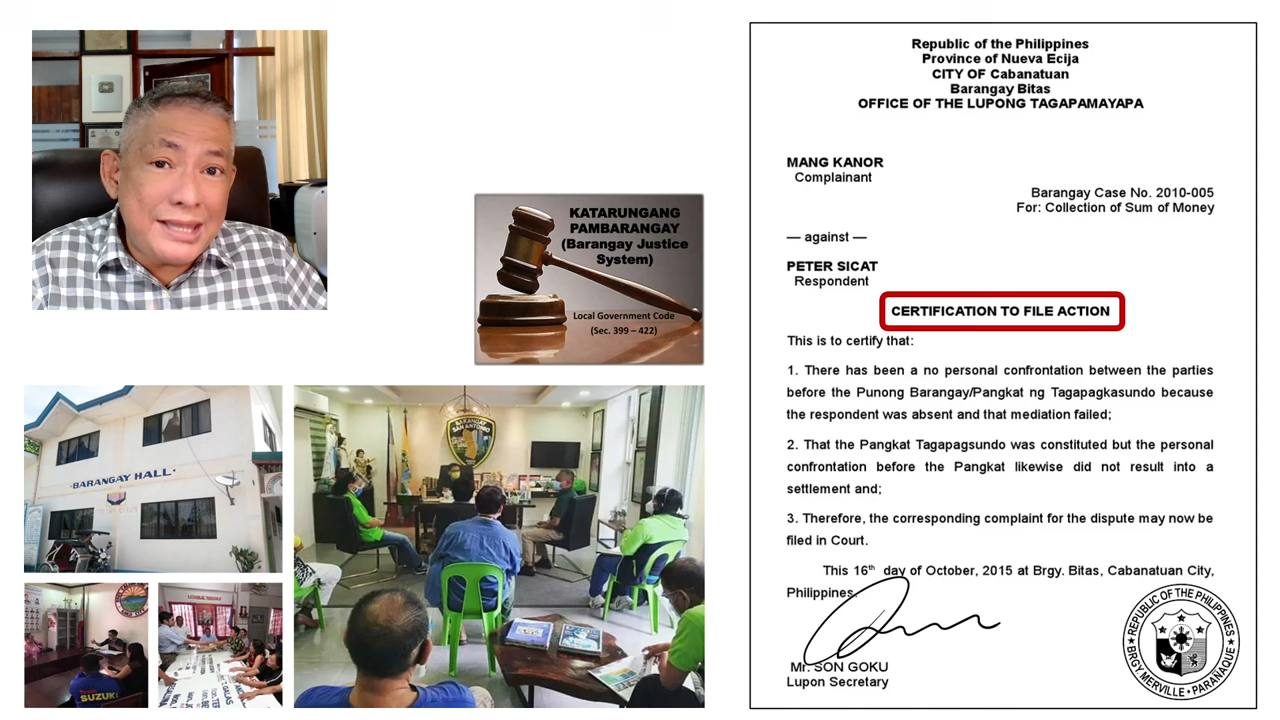 KATARUNGANG
PAMBARANGAY
(Barangay Justice
System)
Local Government Code
(Sec. 399 – 422)
BARANGAY HALL
BARANGAY
SAN ANTONIO
Team
SUZUKI
Republic of the Philippines
Province of Nueva Ecija
CITY OF Cabanatuan
Barangay Bitas
OFFICE OF THE LUPONG TAGAPAMAYAPA
MANG KANOR
Complainant
Barangay Case No. 2010-005
For: Collection of Sum of Money
— against —
PETER SICAT
Respondent
CERTIFICATION TO FILE ACTION
This is to certify that:
1. There has been a no personal confrontation between the parties
before the Punong Barangay/Pangkat ng Tagapagkasundo because
the respondent was absent and that mediation failed;
2. That the Pangkat Tagapagsundo was constituted but the personal
confrontation before the Pangkat likewise did not result into a
settlement and;
3. Therefore, the corresponding complaint for the dispute may now be
filed in Court.
This 16th day of October, 2015 at Brgy. Bitas, Cabanatuan City,
Philippines.
Mr. SON GOKU
Lupon Secretary
REPUBLIC OF THE PHILIPPINES
BRGY MERVILLE • PARANAQUE